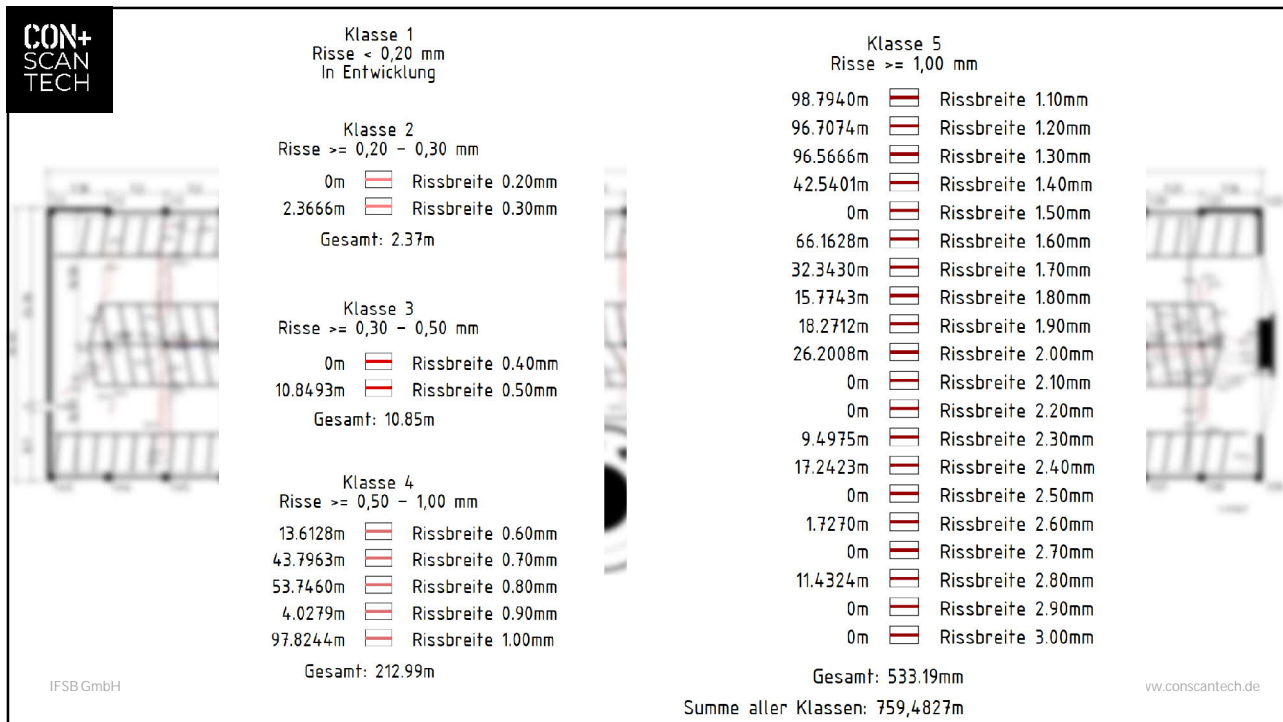 CON+
SCAN
TECH
Klasse 1
Risse < 0,20 mm
In Entwicklung
Klasse 2
Risse >= 0,20 - 0,30 mm
0m Rissbreite 0.20mm
2.3666m Rissbreite 0.30mm
Gesamt: 2.37m
Klasse 3
Risse >= 0,30 - 0,50 mm
0m Rissbreite 0.40mm
10.8493m Rissbreite 0.50mm
Gesamt: 10.85m
Klasse 4
Risse >= 0,50 - 1,00 mm
13.6128m Rissbreite 0.60mm
43.7963m Rissbreite 0.70mm
53.7460m Rissbreite 0.80mm
4.0279m Rissbreite 0.90mm
97.8244m Rissbreite 1.00mm
Gesamt: 212.99m
Klasse 5
Risse >= 1,00 mm
98.7940m Rissbreite 1.10mm
96.7074m Rissbreite 1.20mm
96.5666m Rissbreite 1.30mm
42.5401m Rissbreite 1.40mm
0m Rissbreite 1.50mm
66.1628m Rissbreite 1.60mm
32.3430m Rissbreite 1.70mm
15.7743m Rissbreite 1.80mm
18.2712m Rissbreite 1.90mm
26.2008m Rissbreite 2.00mm
0m Rissbreite 2.10mm
0m Rissbreite 2.20mm
9.4975m Rissbreite 2.30mm
17.2423m Rissbreite 2.40mm
0m Rissbreite 2.50mm
1.7270m Rissbreite 2.60mm
0m Rissbreite 2.70mm
11.4324m Rissbreite 2.80mm
0m Rissbreite 2.90mm
0m Rissbreite 3.00mm
Gesamt: 533.19mm
Summe aller Klassen: 759,4827m
IFSB GmbH
vw.conscantech.de